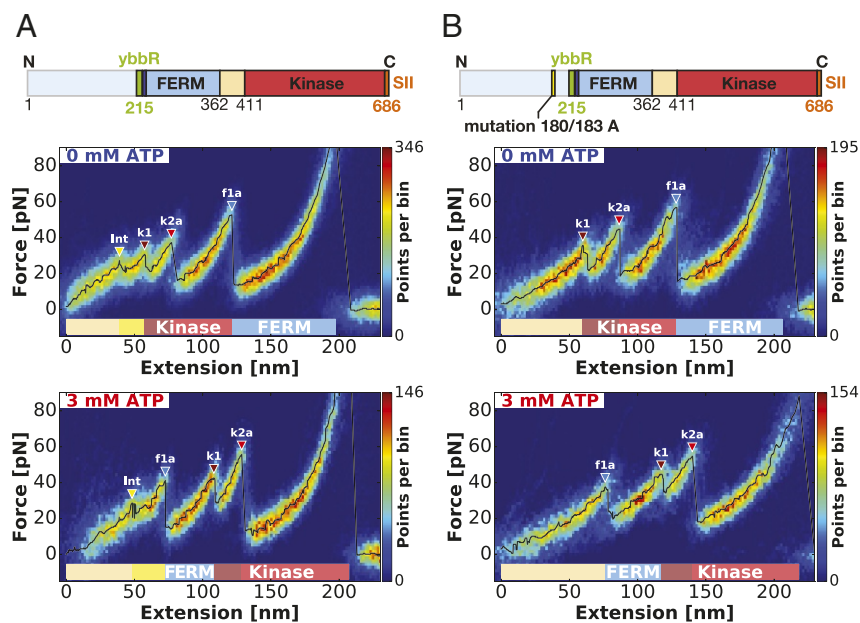 A
ybbR
N
C
FERM
Kinase
SII
1
215
362
411
686
0 mM ATP
346
80
60
40
20
0
Force [pN]
Int
k1
k2a
f1a
Kinase
FERM
0
50
100
150
200
Extension [nm]
Points per bin
0
3 mM ATP
146
80
60
40
20
0
Force [pN]
Int
f1a
k1
k2a
FERM
Kinase
0
50
100
150
200
Extension [nm]
Points per bin
0
B
ybbR
N
C
FERM
Kinase
SII
1
215
362
411
686
mutation 180/183 A
0 mM ATP
195
80
60
40
20
0
Force [pN]
k1
k2a
f1a
Kinase
FERM
0
50
100
150
200
Extension [nm]
Points per bin
0
3 mM ATP
154
80
60
40
20
0
Force [pN]
f1a
k1
k2a
FERM
Kinase
0
50
100
150
200
Extension [nm]
Points per bin
0